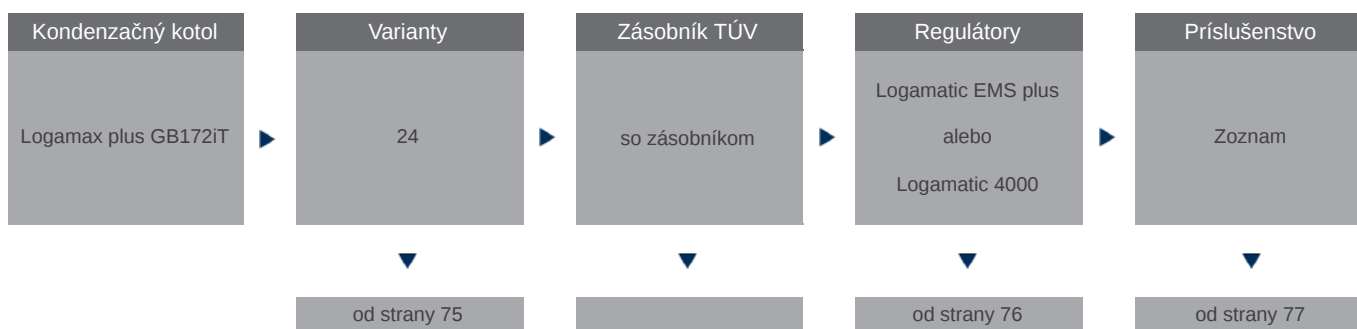 Kondenzačný kotol
Logamax plus GB172iT
Varianty
24
od strany 75
Zásobník TÚV
so zásobníkom
Regulátory
Logamatic EMS plus
alebo
Logamatic 4000
od strany 76
Príslušenstvo
Zoznam
od strany 77